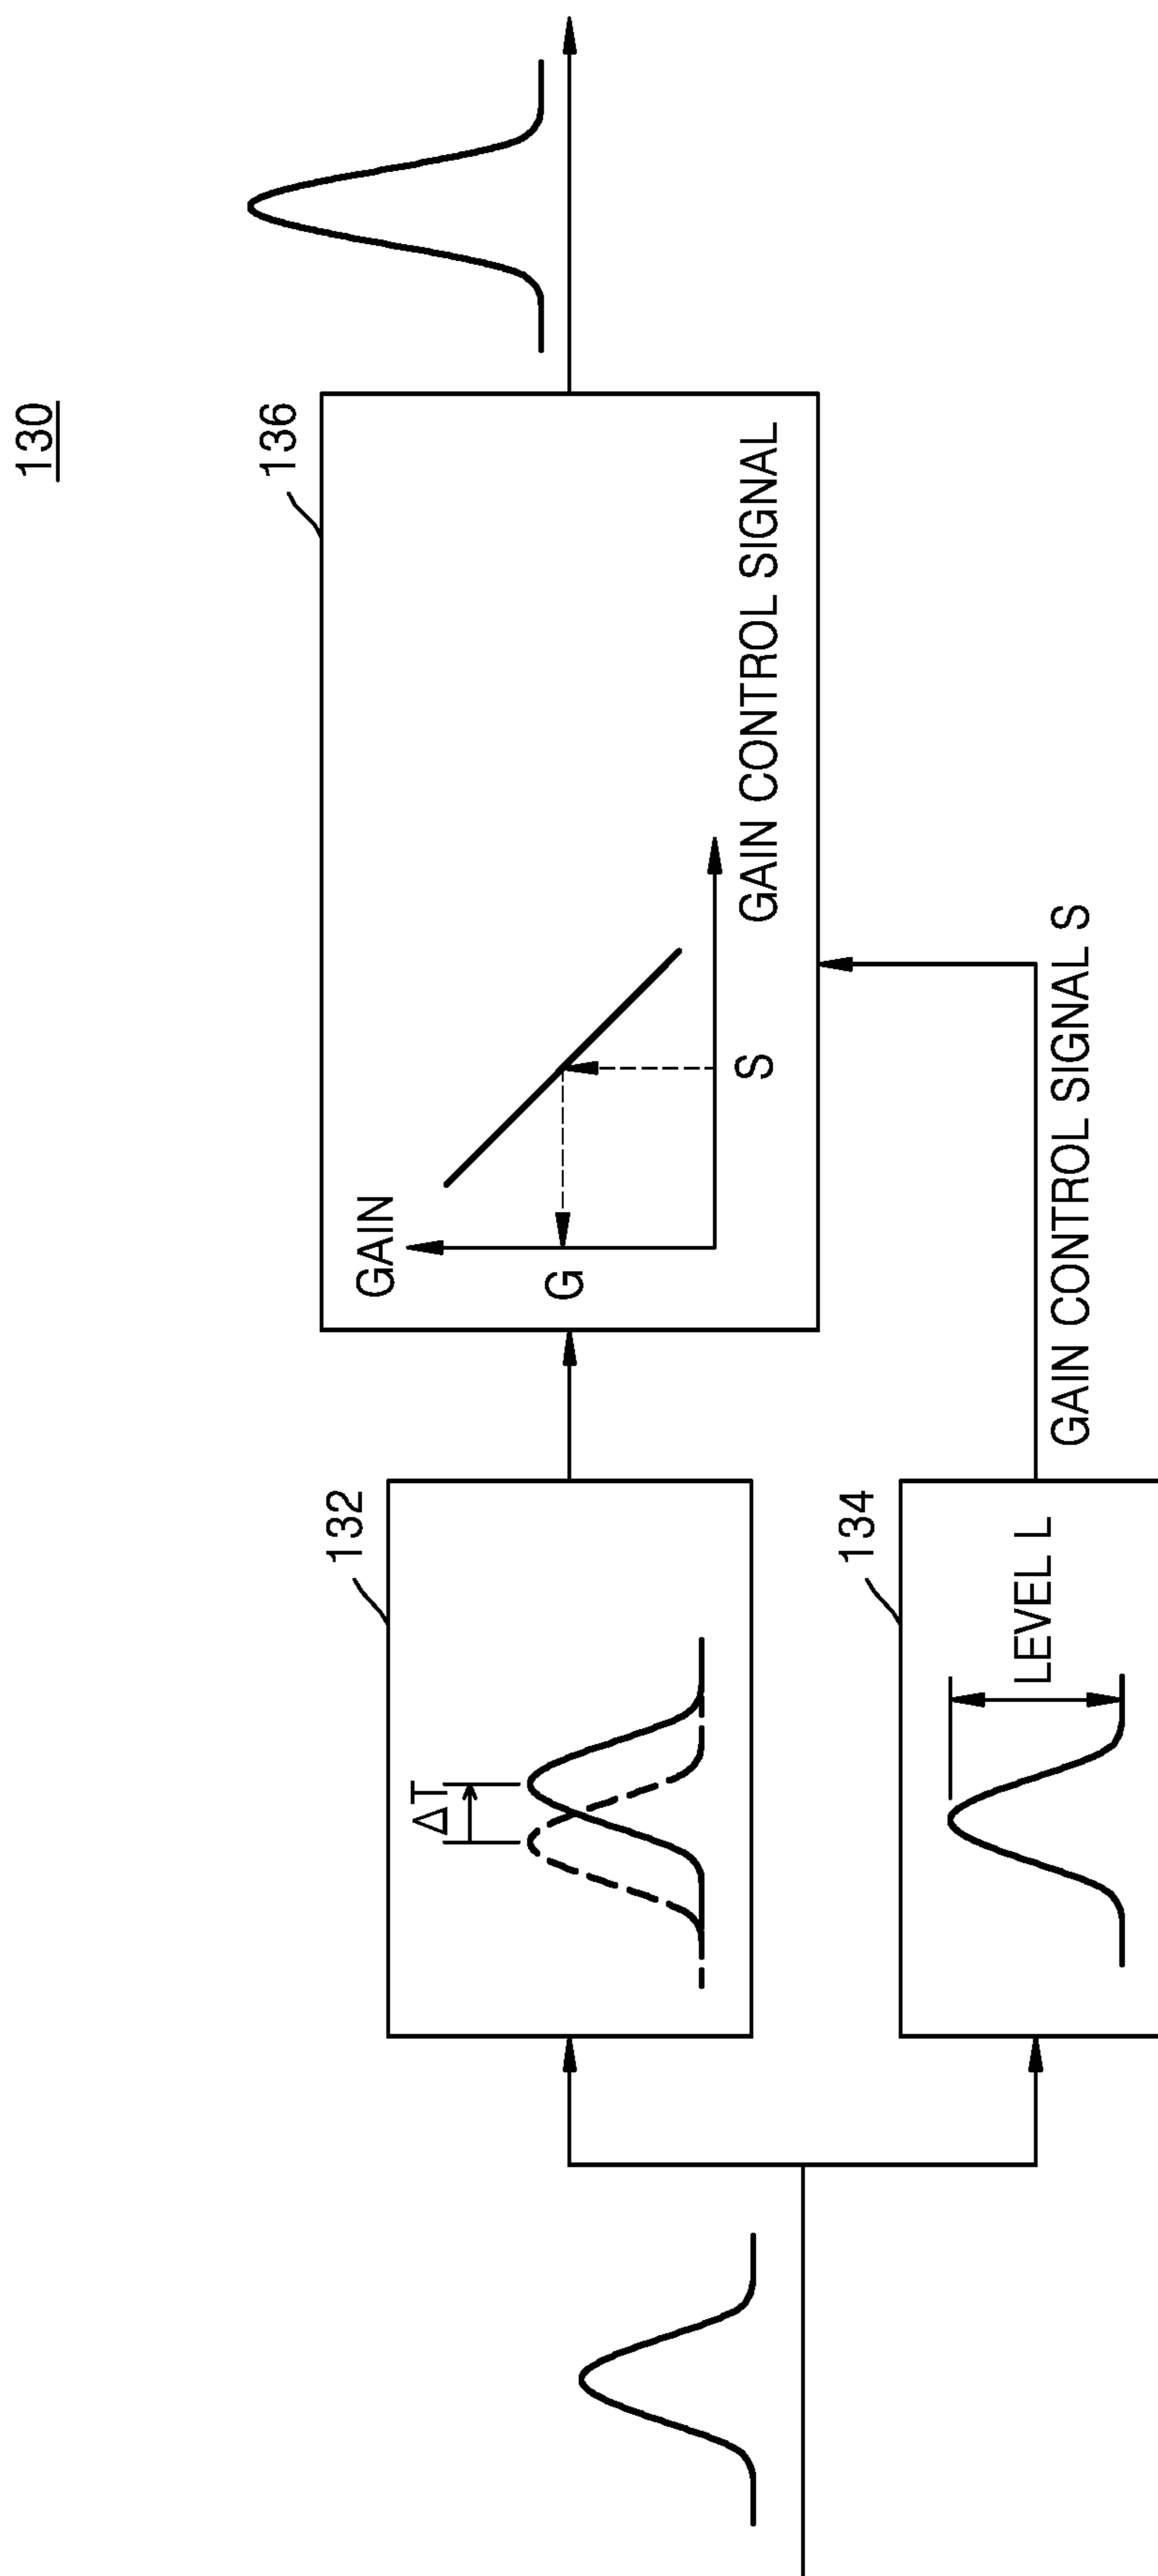 130
136
GAIN
G
S
GAIN CONTROL SIGNAL
132
ΔT
134
LEVEL L
GAIN CONTROL SIGNAL S